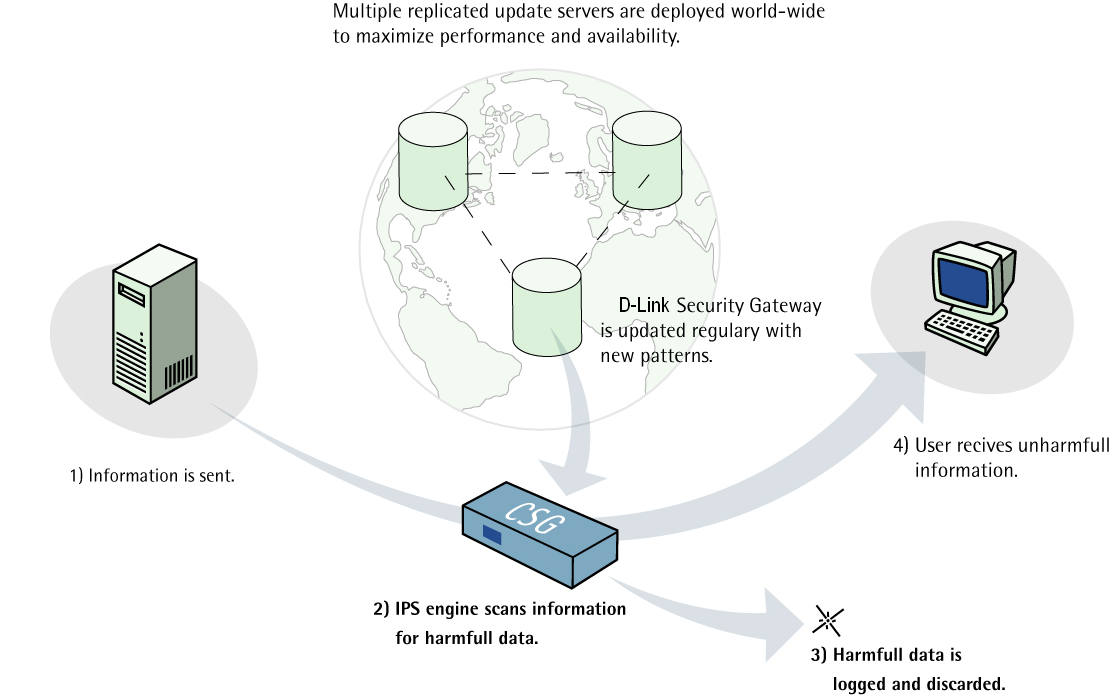 Multiple replicated update servers are deployed world-wide
to maximize performance and availability.
D-Link Security Gateway
is updated regulary with
new patterns.
1) Information is sent.
CSG
2) IPS engine scans information
for harmfull data.
3) Harmfull data is
logged and discarded.
4) User recives unharmfull
information.